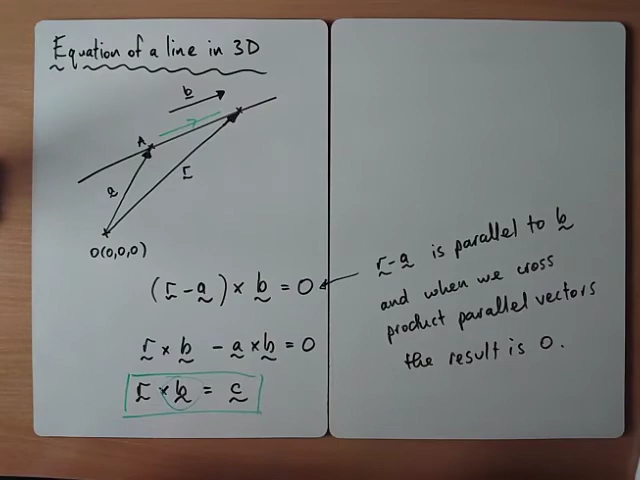 Equation of a line in 3D
b
A
a
r
O(0,0,0)
(r - a) × b = 0
r × b - a × b = 0
r × b = c
r-a is parallel to b
and when we cross
product parallel vectors
the result is 0.